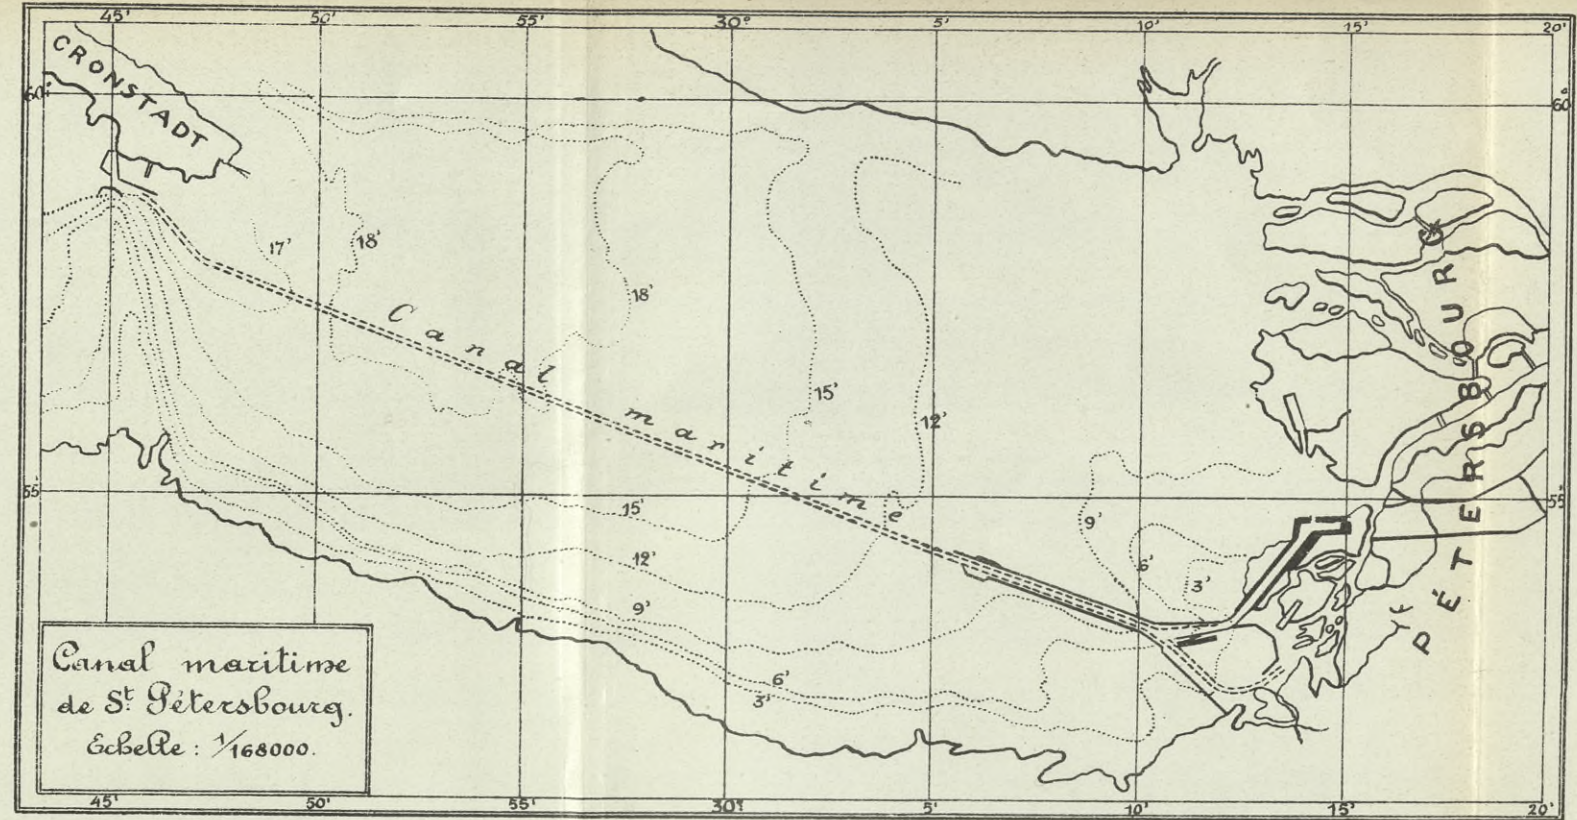 45' 50' 55' 30° 5' 10' 15' 20'
CRONSTADT
60° 60°
17' 18'
18'
Canal maritime
15' 12'
PÉTERSBOURG
55' 55'
15' 9'
12' 6'
9' 3'
6'
3'
Canal maritime
de St. Pétersbourg.
Echelle : 1/168000.
45' 50' 55' 30° 5' 10' 15' 20'